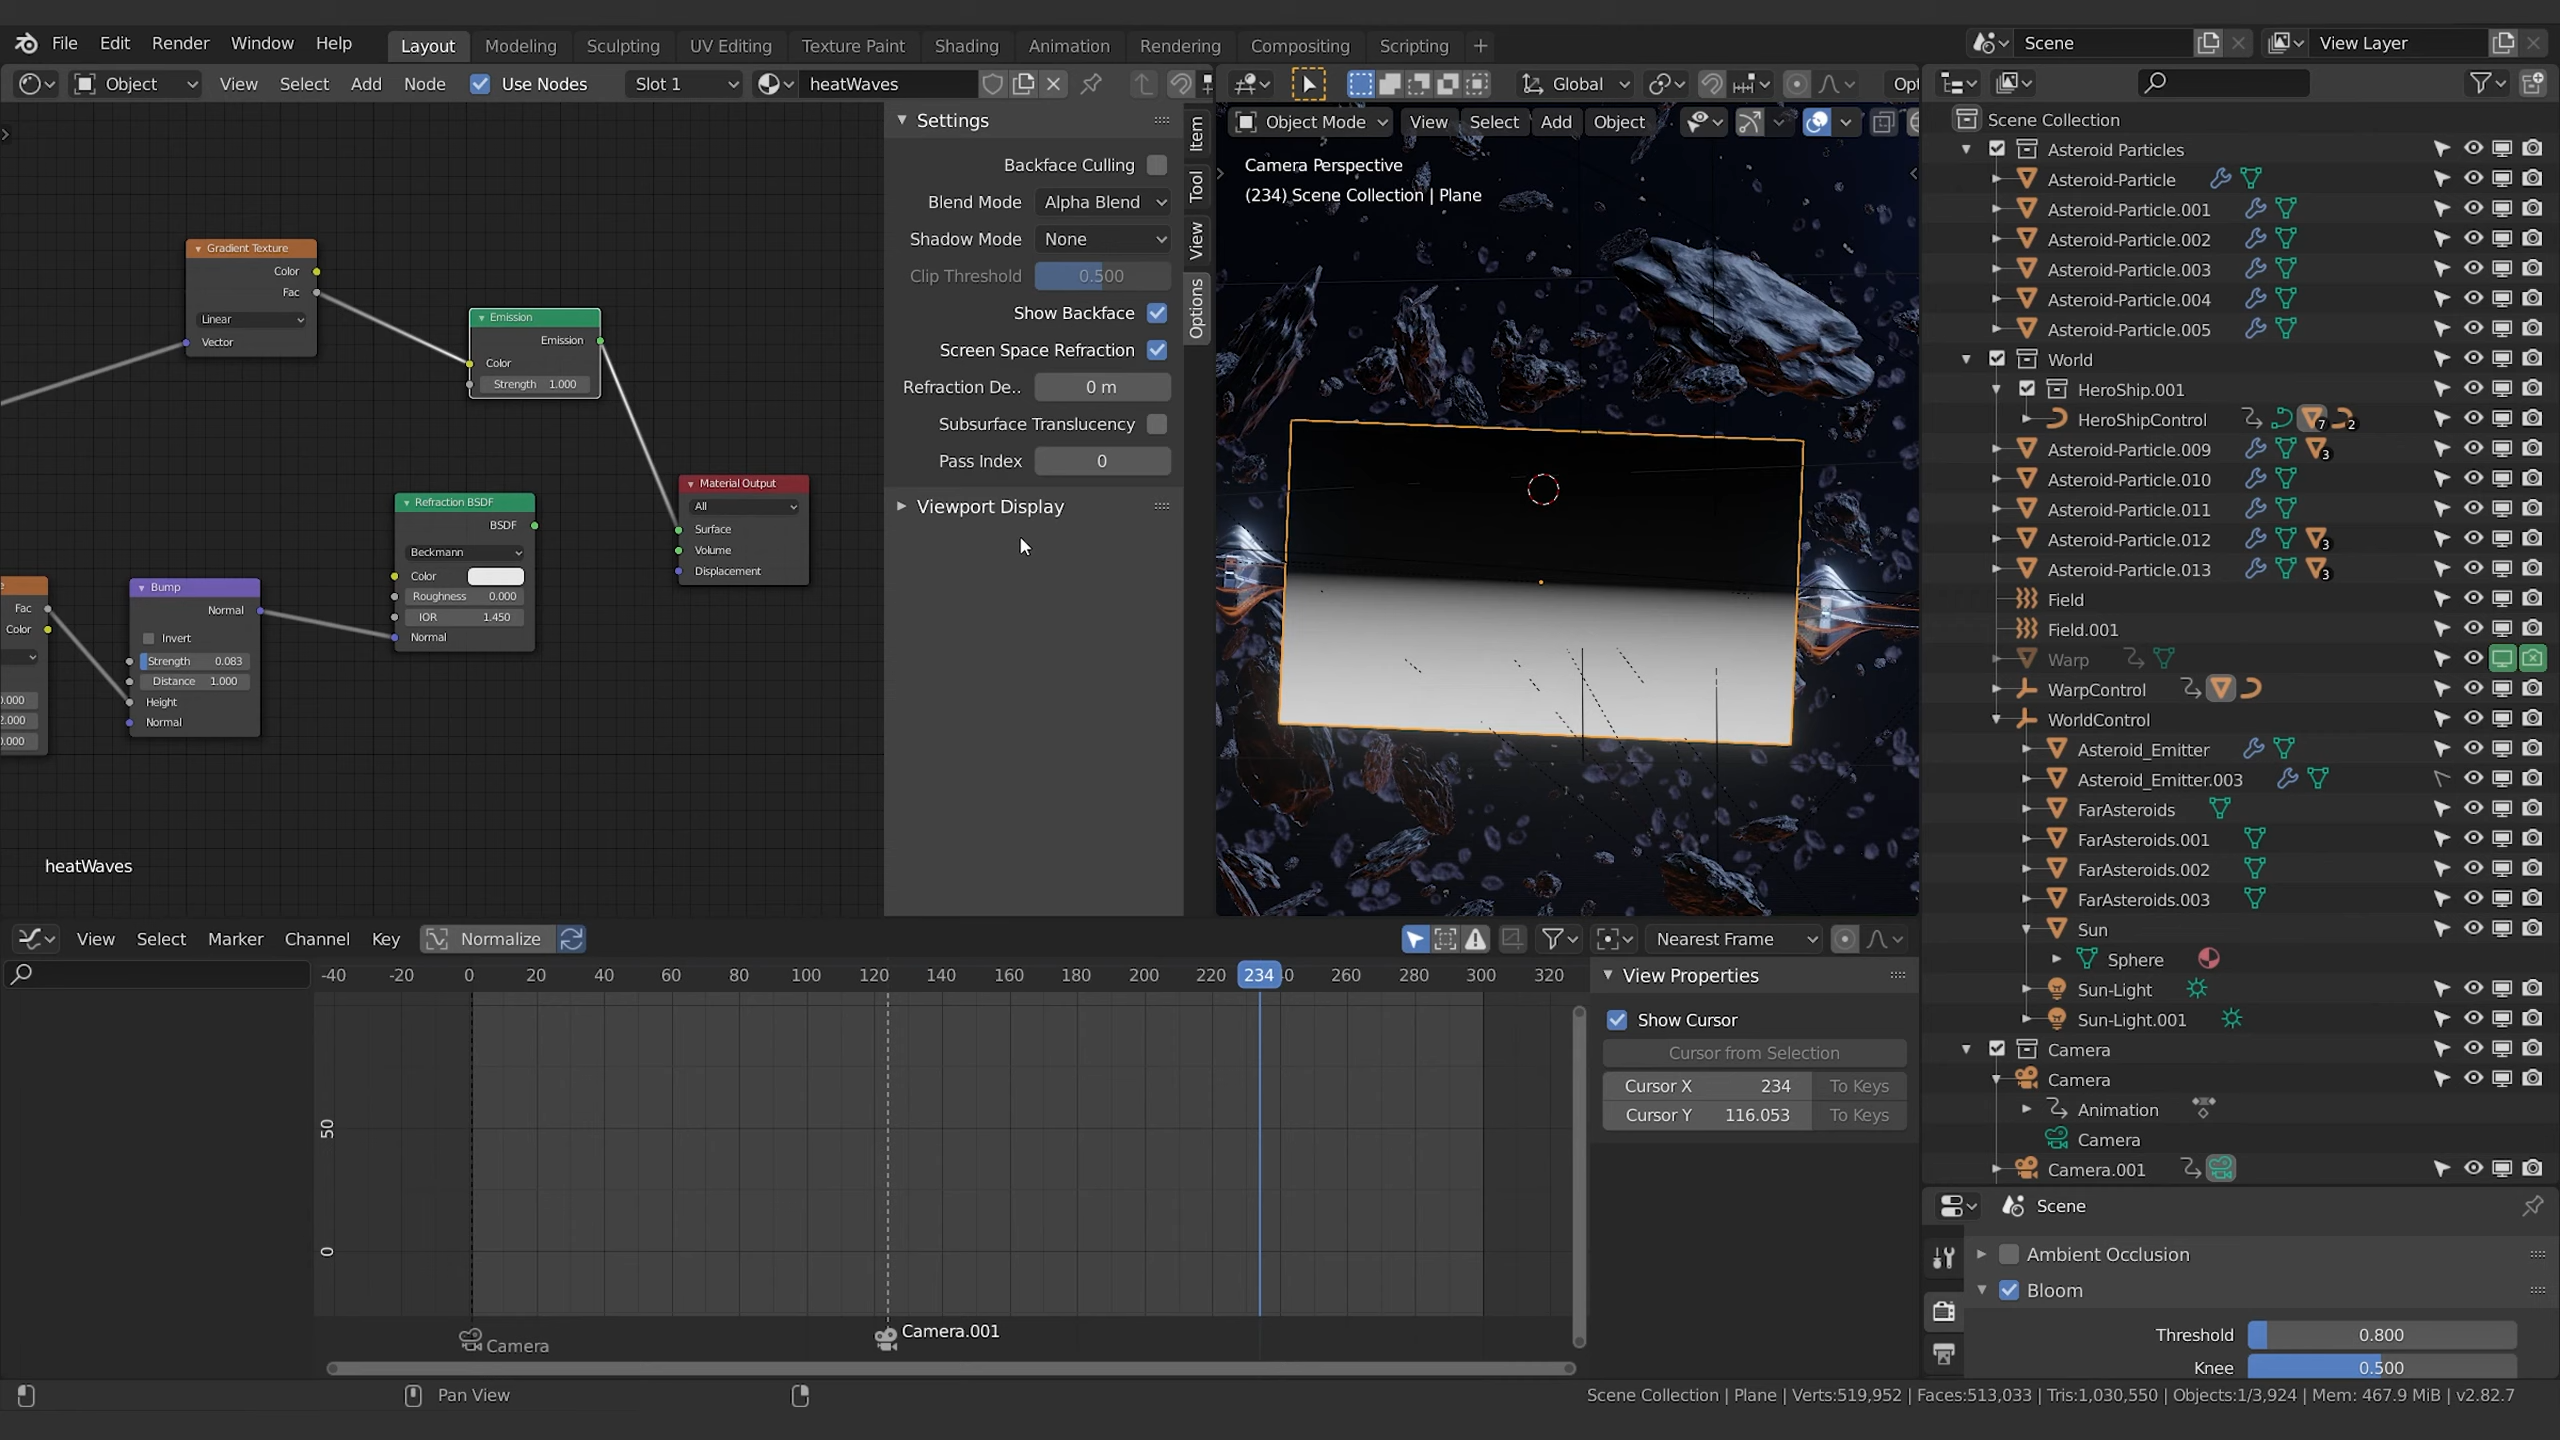 File Edit Render Window Help Layout Modeling Sculpting UV Editing Texture Paint Shading Animation Rendering Compositing Scripting + Scene View Layer
Object View Select Add Node Use Nodes Slot 1 heatWaves Global
Settings
Backface Culling
Blend Mode Alpha Blend
Shadow Mode None
Clip Threshold 0.500
Show Backface
Screen Space Refraction
Refraction De.. 0 m
Subsurface Translucency
Pass Index 0
Viewport Display
Item
Tool
View
Options
Gradient Texture
Color
Fac
Linear
Vector
Emission
Emission
Color
Strength 1.000
Material Output
All
Surface
Volume
Displacement
Refraction BSDF
BSDF
Beckmann
Color
Roughness 0.000
IOR 1.450
Normal
Bump
Normal
Invert
Strength 0.083
Distance 1.000
Height
Normal
Fac
Color
heatWaves
Object Mode View Select Add Object
Camera Perspective
(234) Scene Collection | Plane
Scene Collection
Asteroid Particles
Asteroid-Particle
Asteroid-Particle.001
Asteroid-Particle.002
Asteroid-Particle.003
Asteroid-Particle.004
Asteroid-Particle.005
World
HeroShip.001
HeroShipControl 7 2
Asteroid-Particle.009 3
Asteroid-Particle.010
Asteroid-Particle.011
Asteroid-Particle.012 3
Asteroid-Particle.013 3
Field
Field.001
Warp
WarpControl
WorldControl
Asteroid_Emitter
Asteroid_Emitter.003
FarAsteroids
FarAsteroids.001
FarAsteroids.002
FarAsteroids.003
Sun
Sphere
Sun-Light
Sun-Light.001
Camera
Camera
Animation
Camera
Camera.001
View Select Marker Channel Key Normalize Nearest Frame
-40 -20 0 20 40 60 80 100 120 140 160 180 200 220 234 260 280 300 320
50
0
Camera
Camera.001
View Properties
Show Cursor
Cursor from Selection
Cursor X 234 To Keys
Cursor Y 116.053 To Keys
Scene
Ambient Occlusion
Bloom
Threshold 0.800
Knee 0.500
Pan View
Scene Collection | Plane | Verts:519,952 | Faces:513,033 | Tris:1,030,550 | Objects:1/3,924 | Mem: 467.9 MiB | v2.82.7